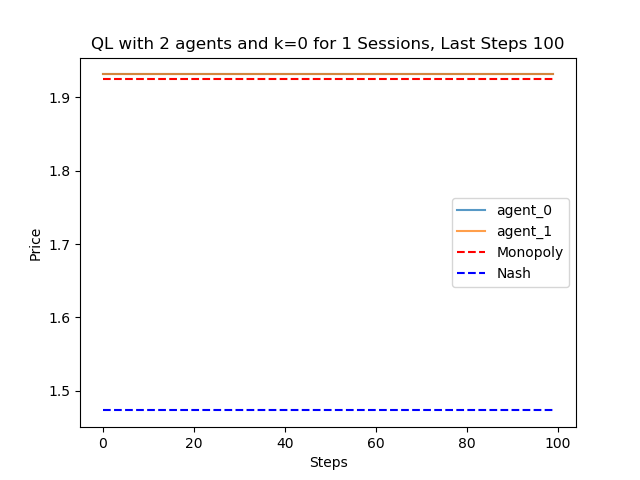 QL with 2 agents and k=0 for 1 Sessions, Last Steps 100
Price
1.9
1.8
1.7
1.6
1.5
agent_0
agent_1
Monopoly
Nash
0 20 40 60 80 100
Steps